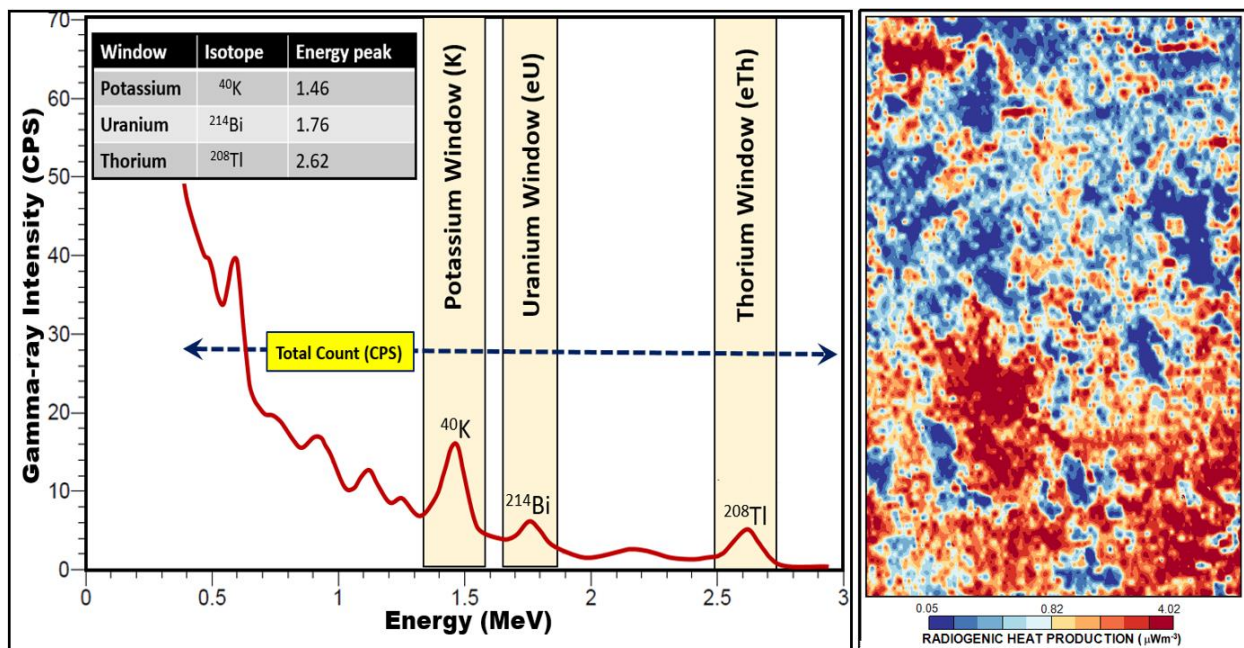 70
60
50
40
30
20
10
0
Gamma-ray Intensity (CPS)
Window Isotope Energy peak
Potassium ⁴⁰K 1.46
Uranium ²¹⁴Bi 1.76
Thorium ²⁰⁸Tl 2.62
Potassium Window (K)
Uranium Window (eU)
Thorium Window (eTh)
Total Count (CPS)
⁴⁰K
²¹⁴Bi
²⁰⁸Tl
0 0.5 1 1.5 2 2.5 3
Energy (MeV)
0.05 0.82 4.02
RADIOGENIC HEAT PRODUCTION ( μWm⁻³)